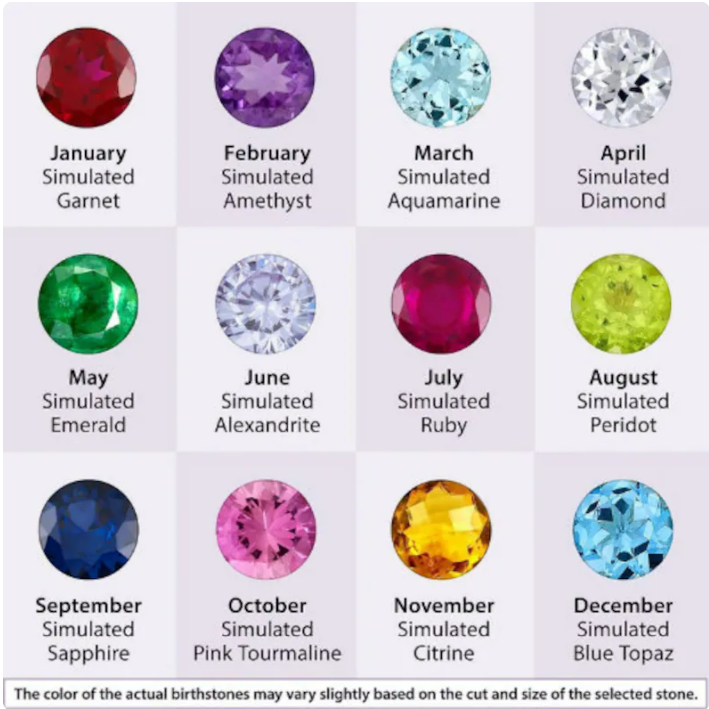 January
Simulated
Garnet
February
Simulated
Amethyst
March
Simulated
Aquamarine
April
Simulated
Diamond
May
Simulated
Emerald
June
Simulated
Alexandrite
July
Simulated
Ruby
August
Simulated
Peridot
September
Simulated
Sapphire
October
Simulated
Pink Tourmaline
November
Simulated
Citrine
December
Simulated
Blue Topaz
The color of the actual birthstones may vary slightly based on the cut and size of the selected stone.